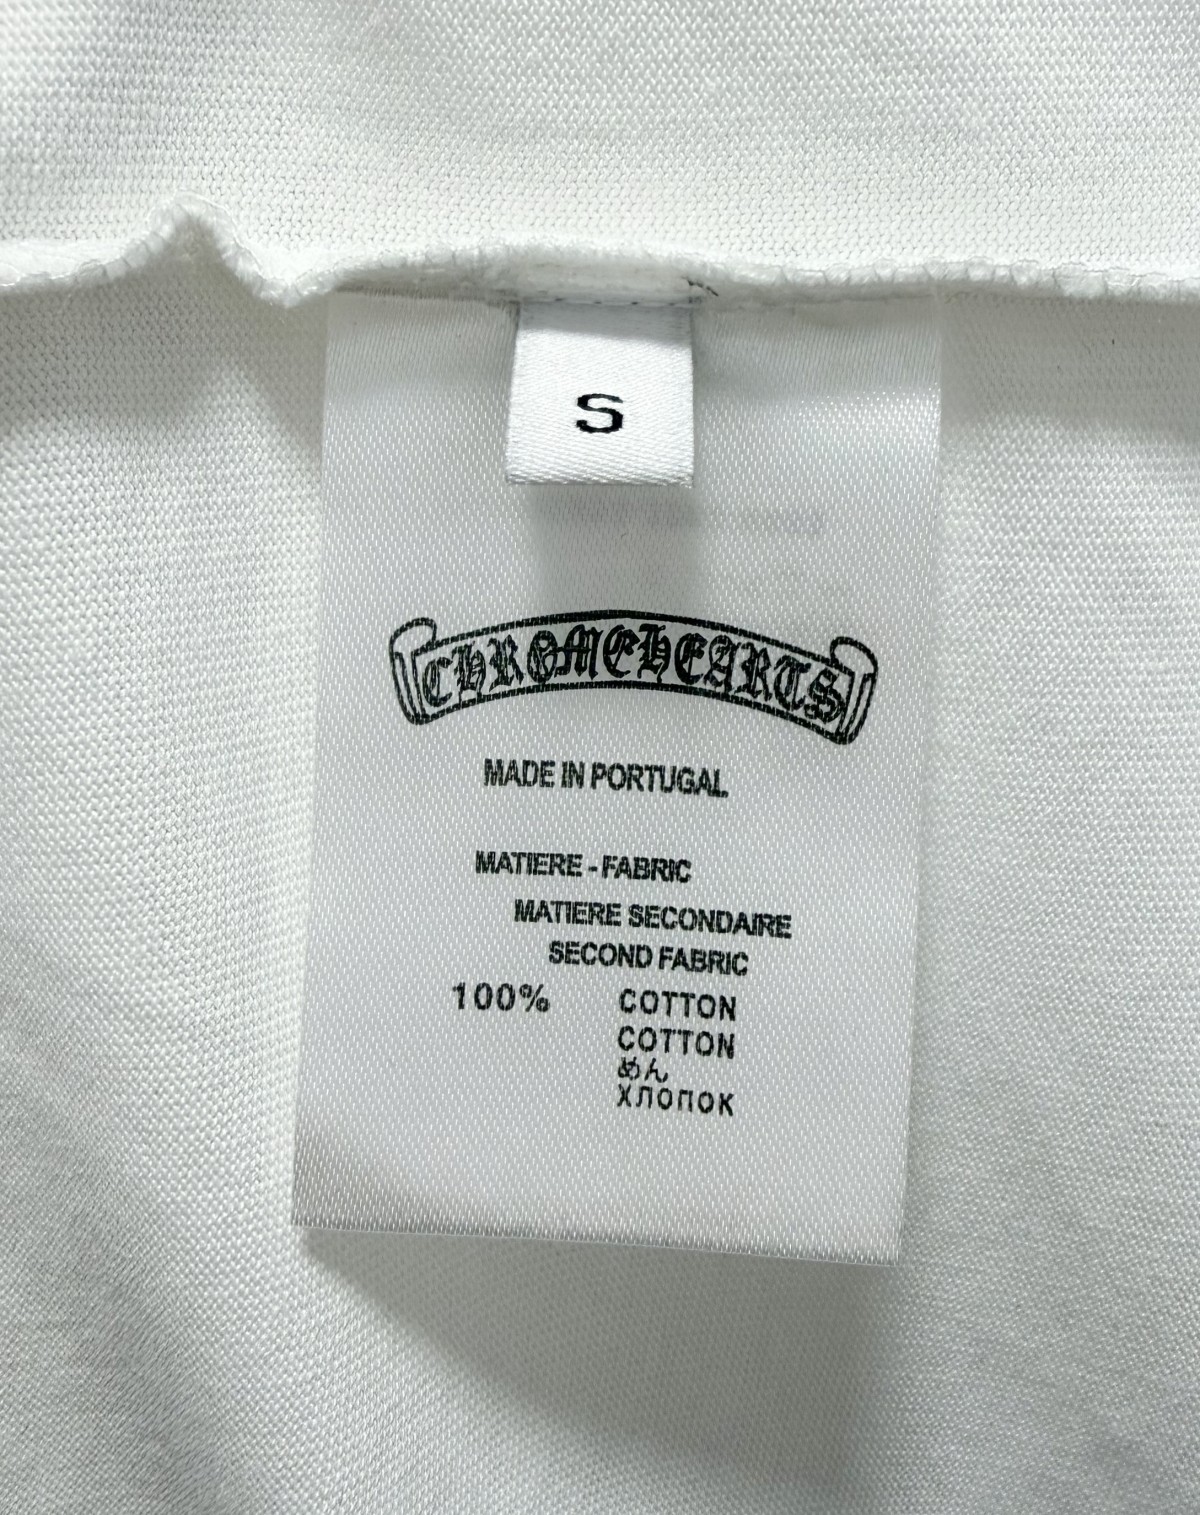 S
CHROMEHEARTS
MADE IN PORTUGAL
MATIERE - FABRIC
MATIERE SECONDAIRE
SECOND FABRIC
100% COTTON
COTTON
めん
ХЛОПОК